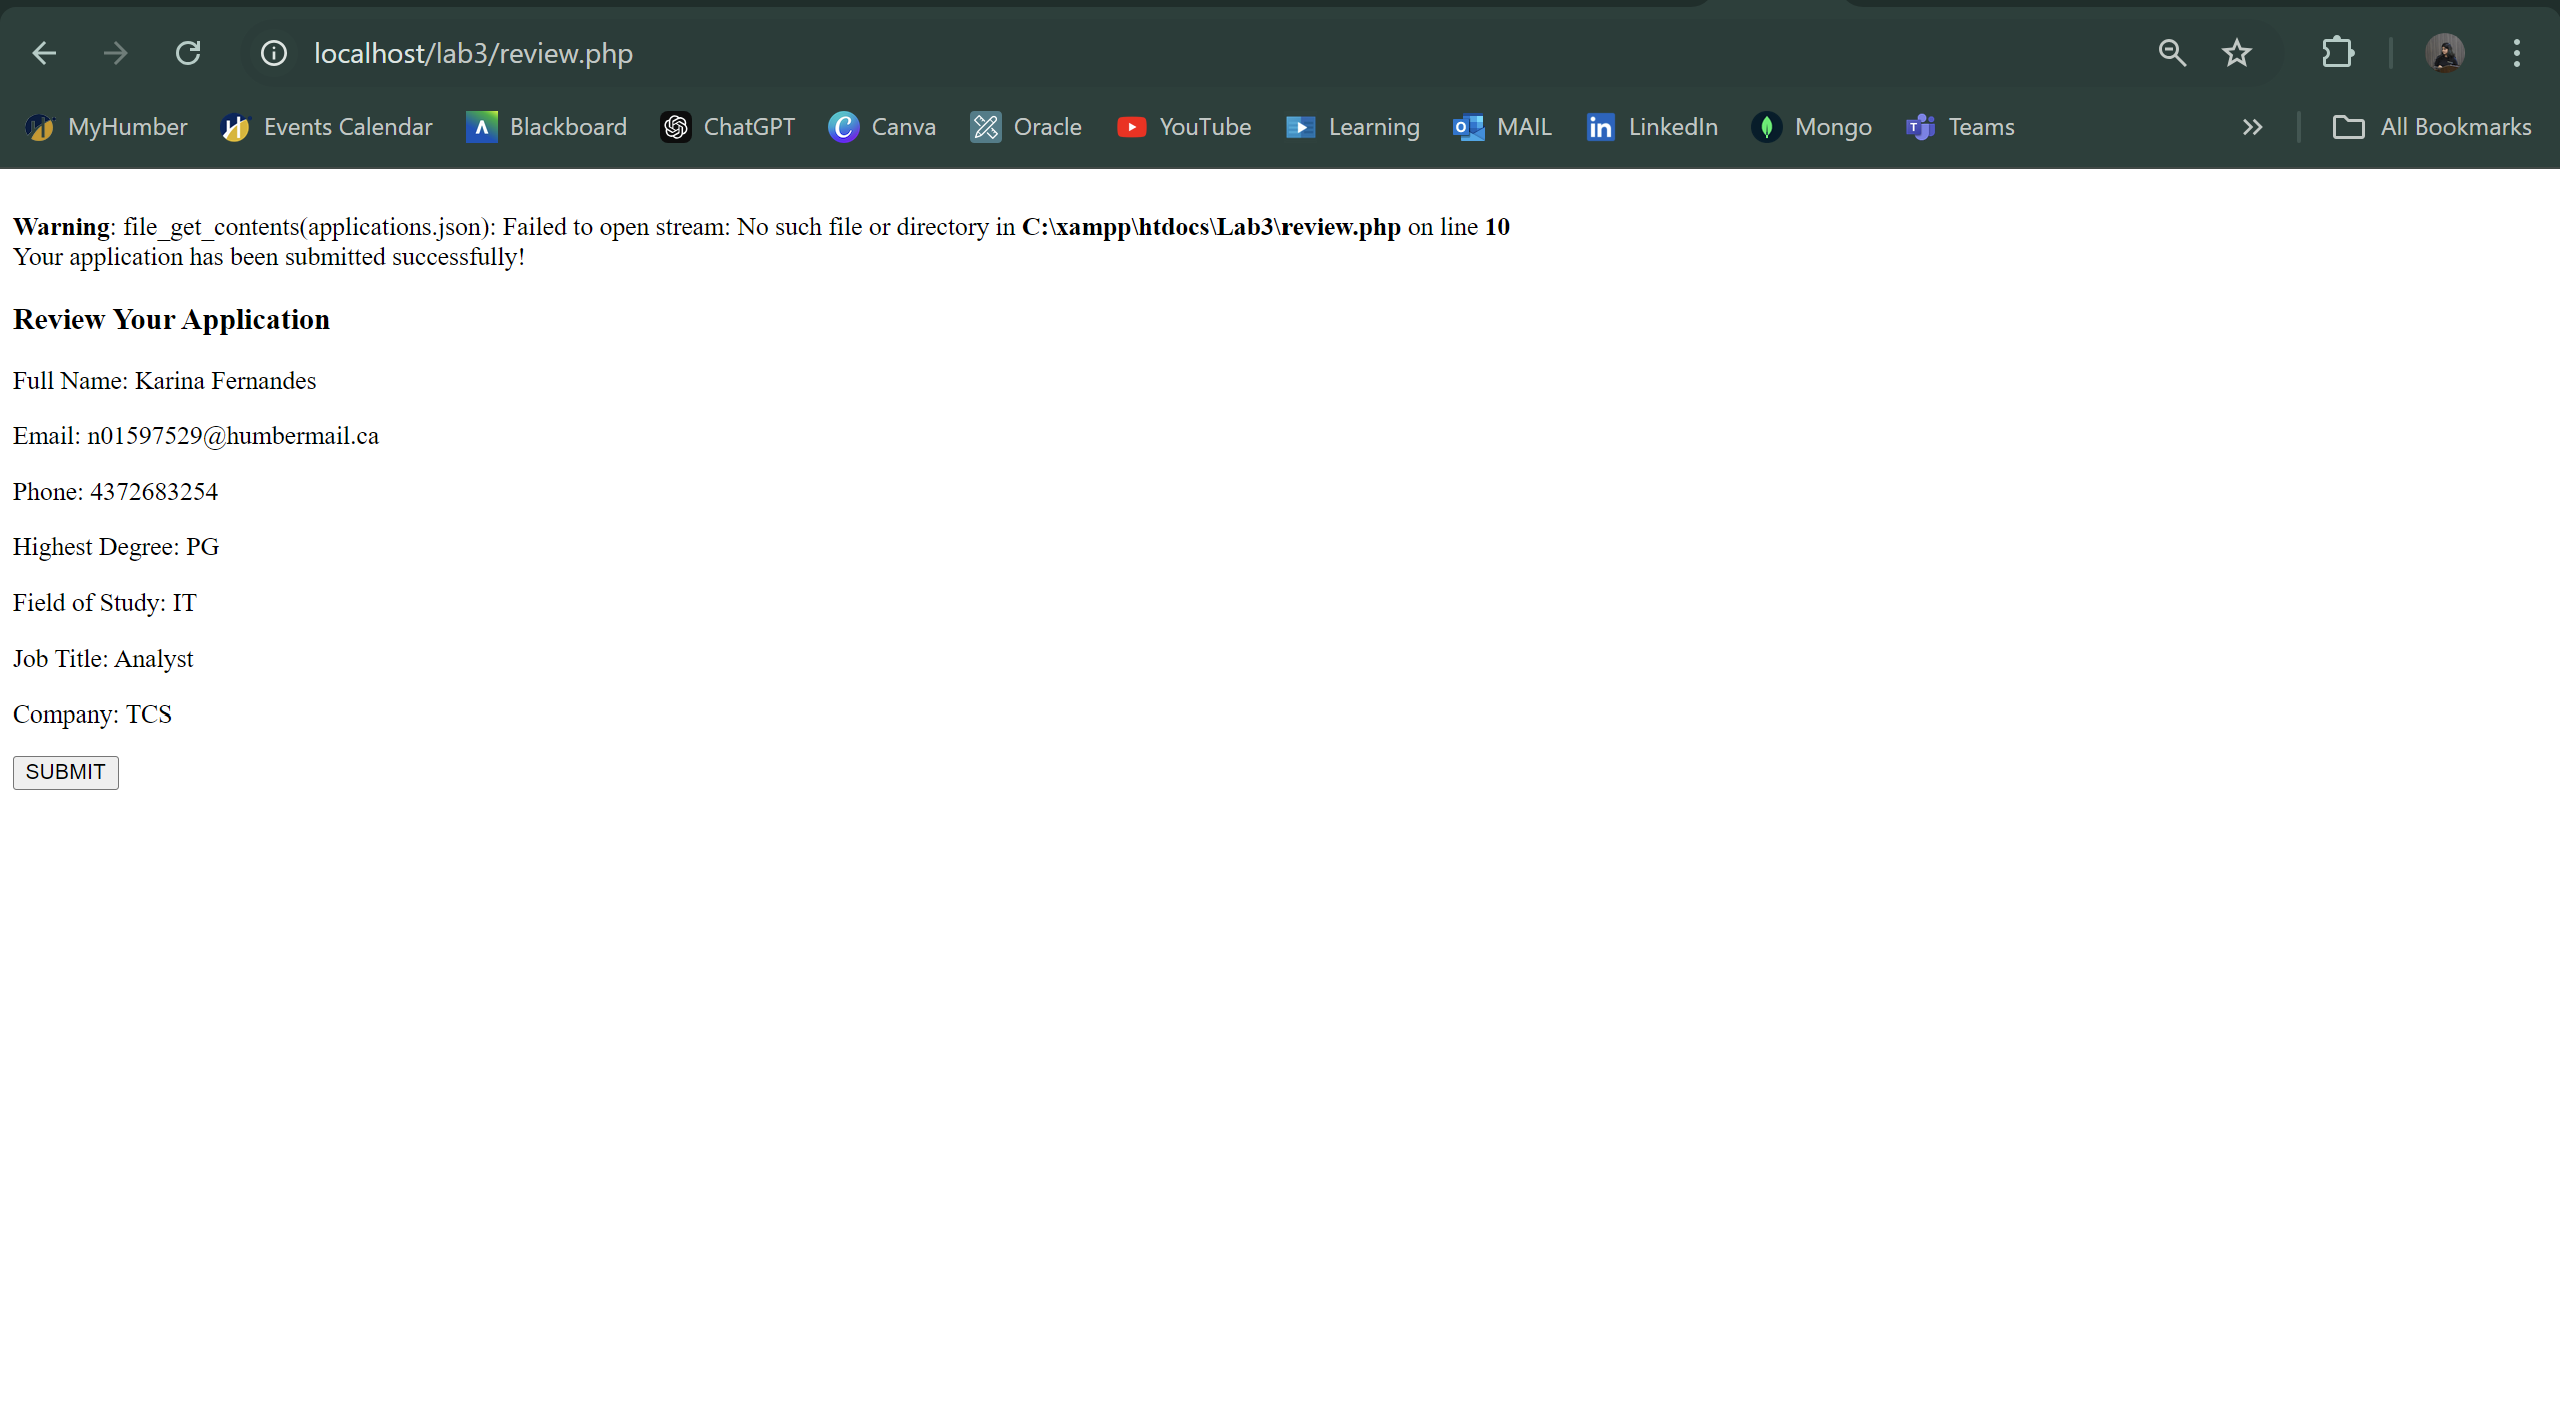 localhost/lab3/review.php
MyHumber Events Calendar Blackboard ChatGPT Canva Oracle YouTube Learning MAIL LinkedIn Mongo Teams All Bookmarks
Warning: file_get_contents(applications.json): Failed to open stream: No such file or directory in C:\xampp\htdocs\Lab3\review.php on line 10
Your application has been submitted successfully!
Review Your Application
Full Name: Karina Fernandes
Email: n01597529@humbermail.ca
Phone: 4372683254
Highest Degree: PG
Field of Study: IT
Job Title: Analyst
Company: TCS
SUBMIT